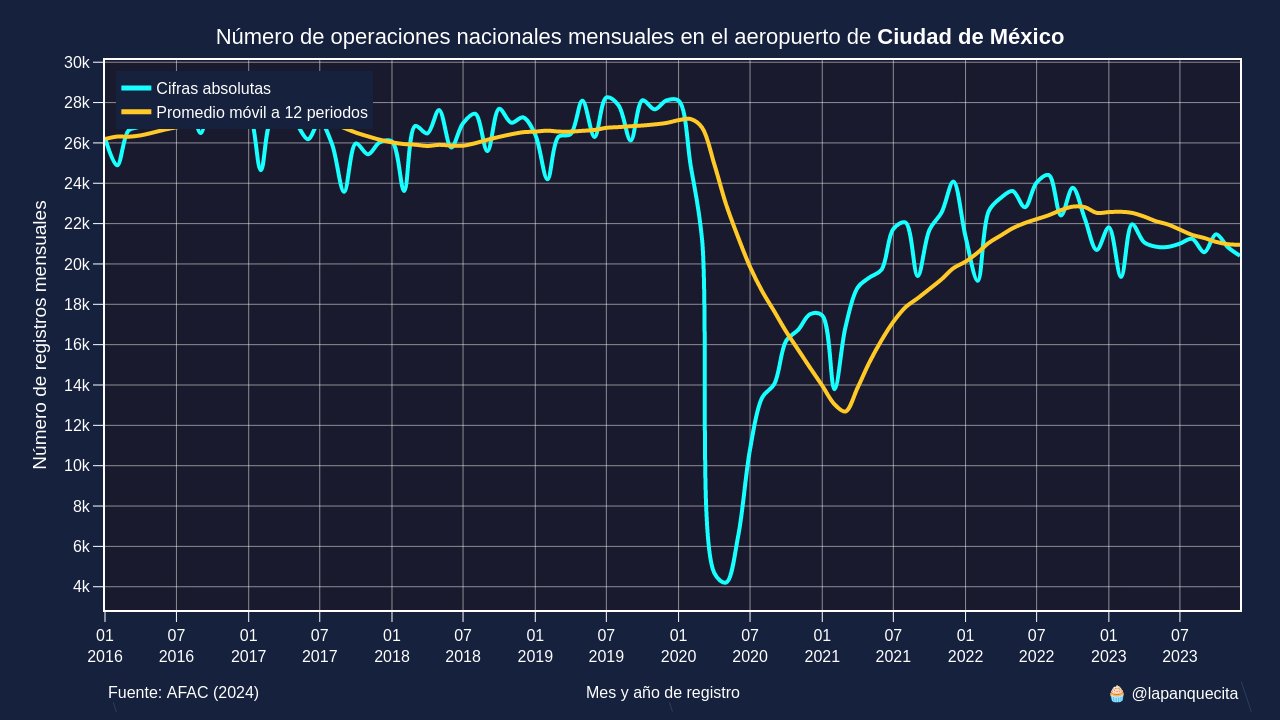 Número de operaciones nacionales mensuales en el aeropuerto de Ciudad de México
Número de registros mensuales
30k
28k
26k
24k
22k
20k
18k
16k
14k
12k
10k
8k
6k
4k
Cifras absolutas
Promedio móvil a 12 periodos
01 07 01 07 01 07 01 07 01 07 01 07 01 07 01 07
2016 2016 2017 2017 2018 2018 2019 2019 2020 2020 2021 2021 2022 2022 2023 2023
Fuente: AFAC (2024) Mes y año de registro 🧁 @lapanquecita